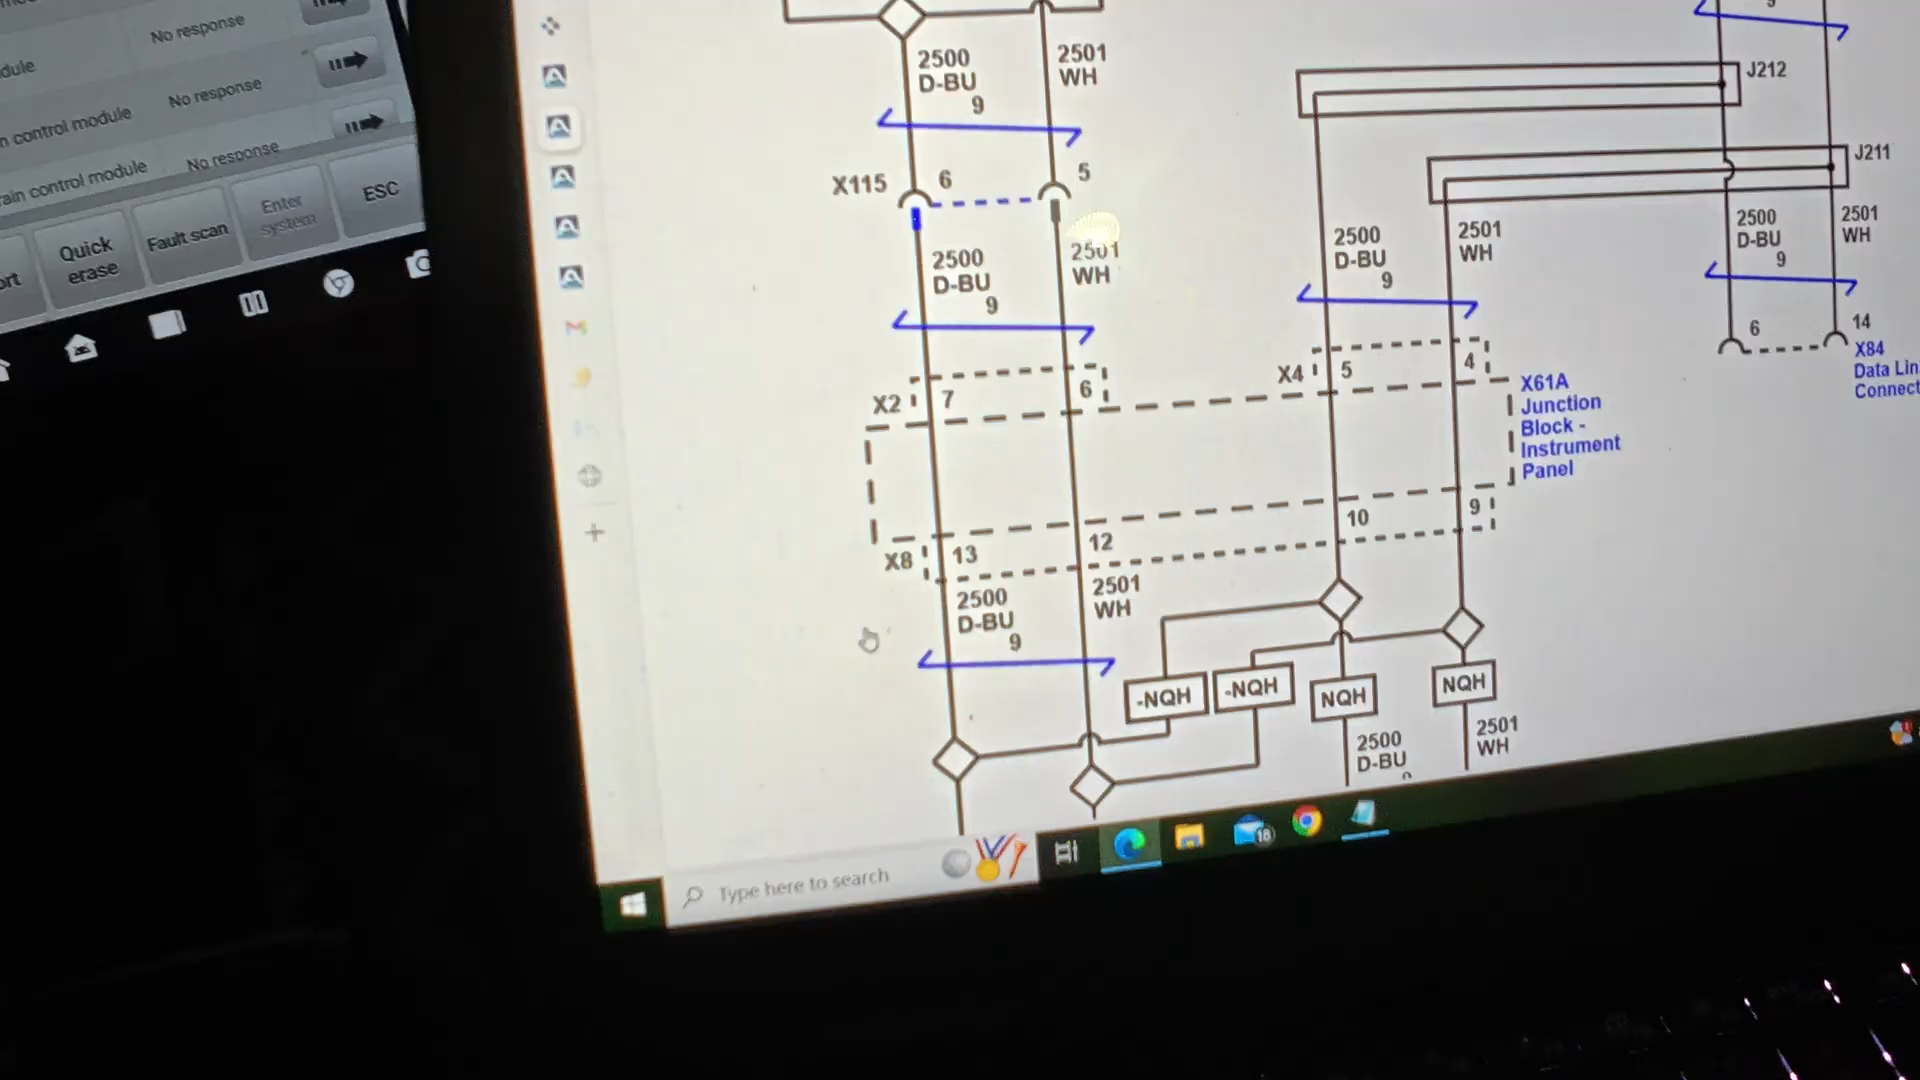 No response
dule
No response
n control module
No response
ain control module
ort
Quick
erase
Fault scan
Enter
system
ESC
2500
D-BU
9
2501
WH
X115
6
5
2500
D-BU
9
2501
WH
X2
7
6
X8
13
12
2500
D-BU
9
2501
WH
J212
J211
2500
D-BU
9
2501
WH
2500
D-BU
9
2501
WH
6
14
X84
Data Lin
Connect
X4
5
4
X61A
Junction
Block -
Instrument
Panel
10
9
-NQH
-NQH
NQH
NQH
2500
D-BU
2501
WH
Type here to search
18